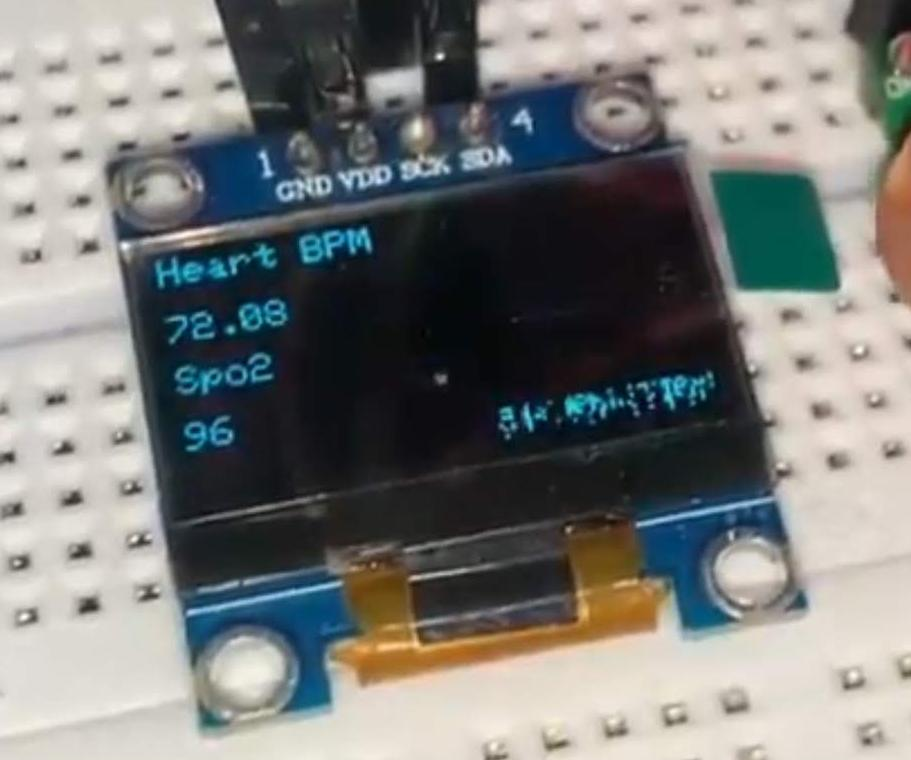 1 4
GND VDD SCK SDA
Heart BPM
72.08
Spo2
96